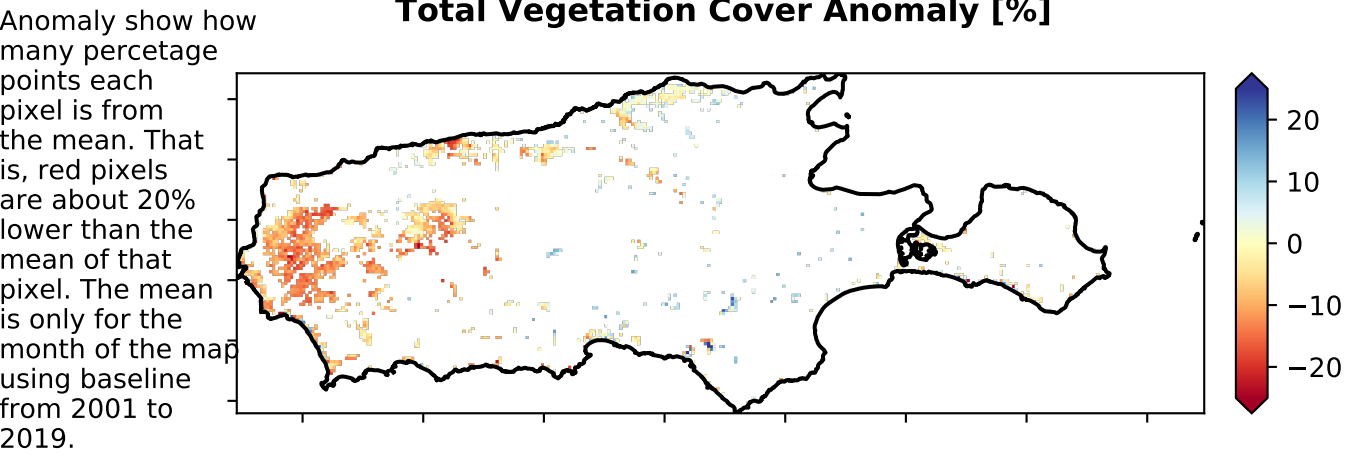 Total Vegetation Cover Anomaly [%]
Anomaly show how
many percetage
points each
pixel is from
the mean. That
is, red pixels
are about 20%
lower than the
mean of that
pixel. The mean
is only for the
month of the map
using baseline
from 2001 to
2019.
20
10
0
−10
−20